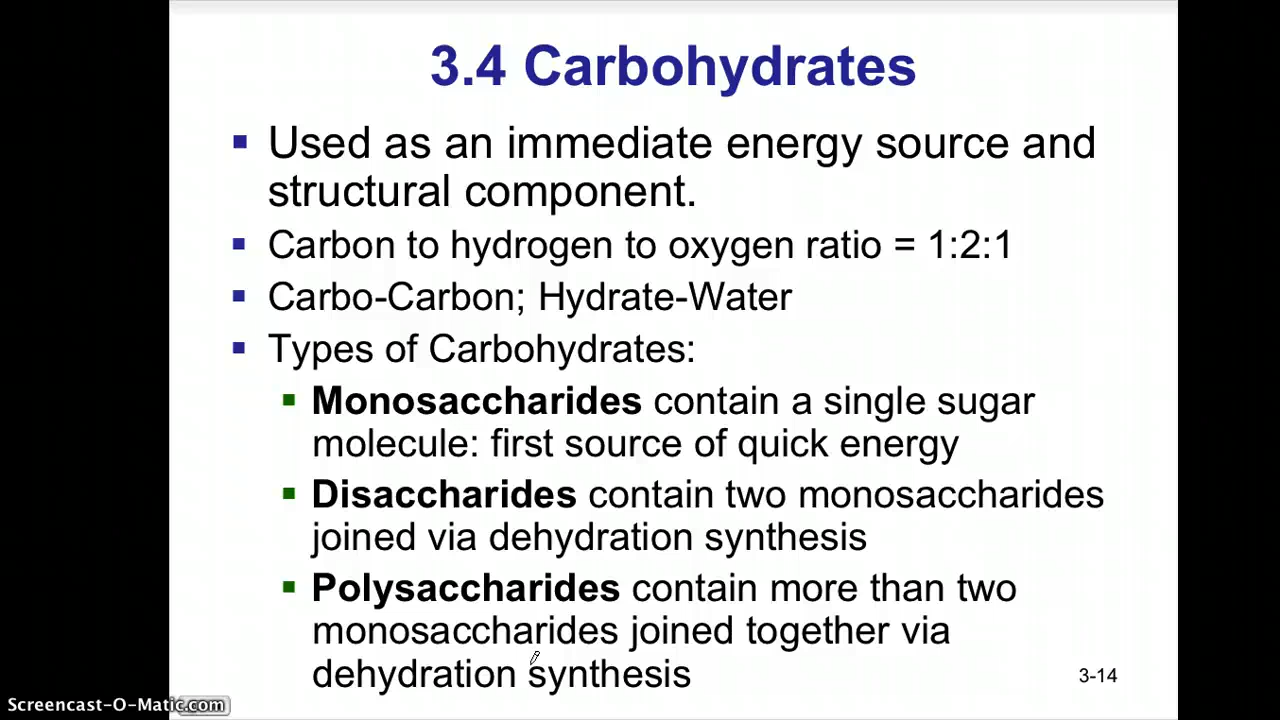 3.4 Carbohydrates
▪ Used as an immediate energy source and
structural component.
▪ Carbon to hydrogen to oxygen ratio = 1:2:1
▪ Carbo-Carbon; Hydrate-Water
▪ Types of Carbohydrates:
▪ Monosaccharides contain a single sugar
molecule: first source of quick energy
▪ Disaccharides contain two monosaccharides
joined via dehydration synthesis
▪ Polysaccharides contain more than two
monosaccharides joined together via
dehydration synthesis
3-14
Screencast-O-Matic.com